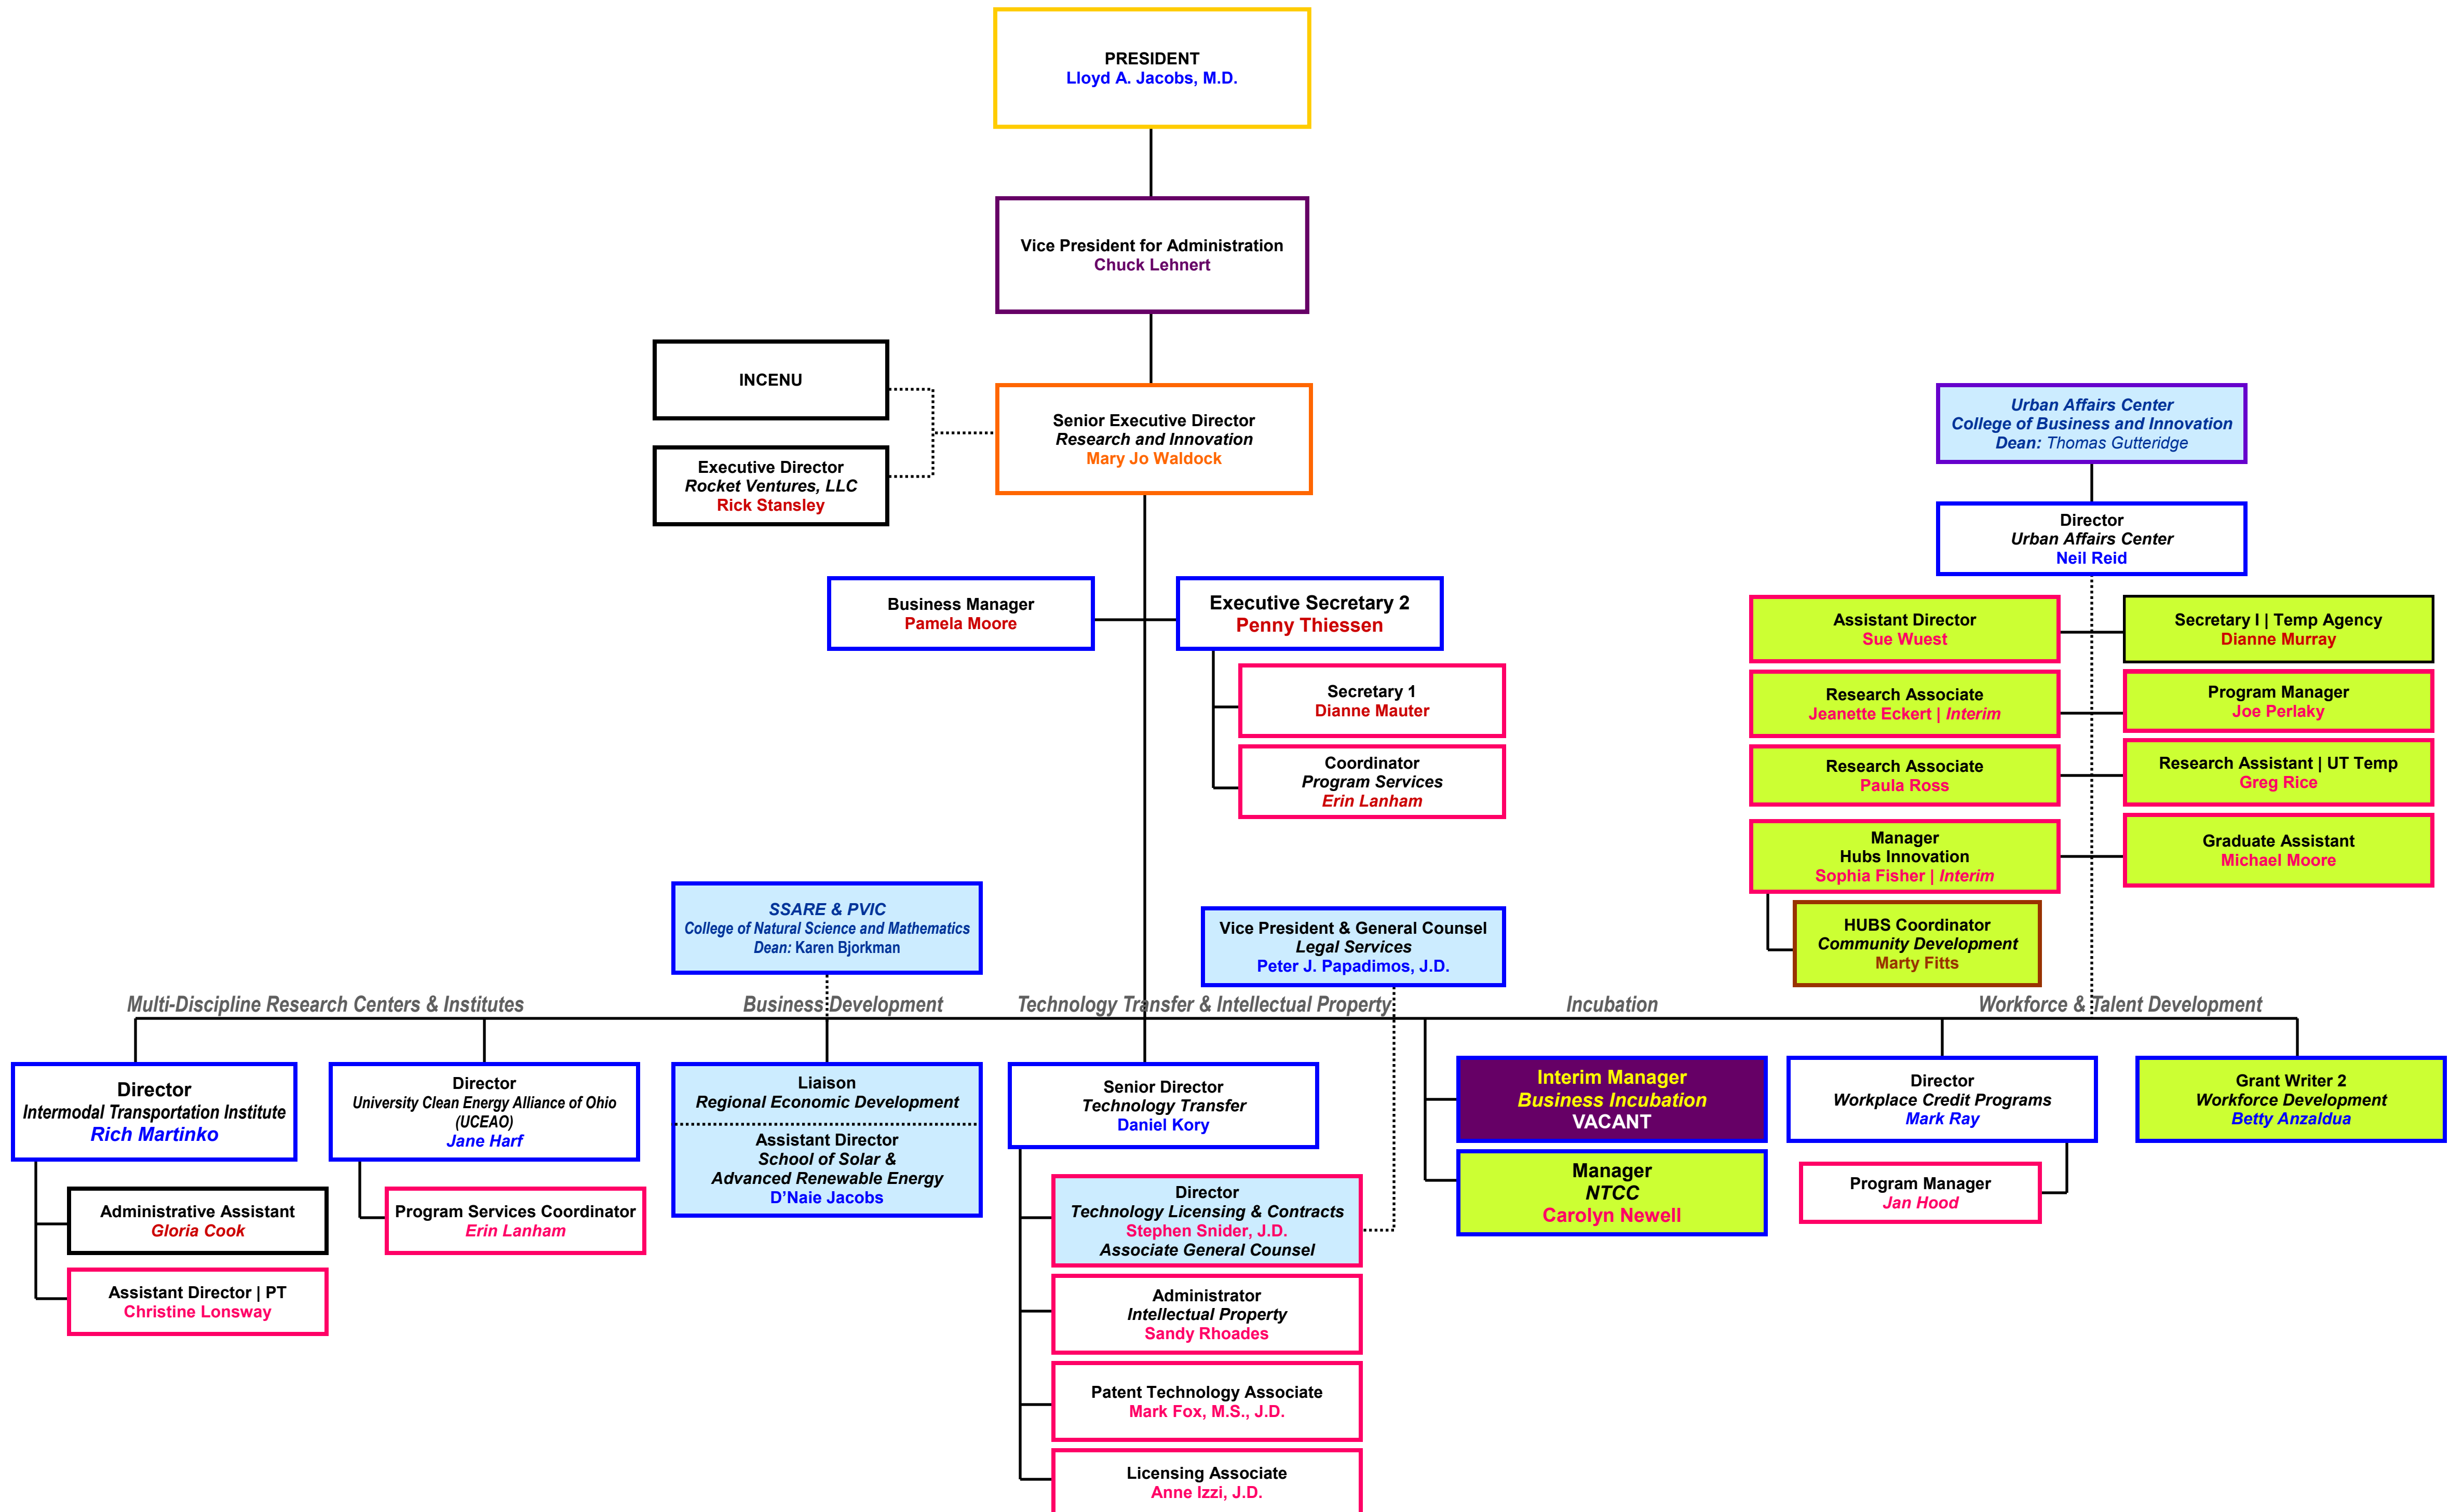 PRESIDENT
Lloyd A. Jacobs, M.D.
Vice President for Administration
Chuck Lehnert
INCENU
Executive Director
Rocket Ventures, LLC
Rick Stansley
Senior Executive Director
Research and Innovation
Mary Jo Waldock
Urban Affairs Center
College of Business and Innovation
Dean: Thomas Gutteridge
Director
Urban Affairs Center
Neil Reid
Business Manager
Pamela Moore
Executive Secretary 2
Penny Thiessen
Secretary 1
Dianne Mauter
Coordinator
Program Services
Erin Lanham
Assistant Director
Sue Wuest
Secretary I | Temp Agency
Dianne Murray
Research Associate
Jeanette Eckert | Interim
Program Manager
Joe Perlaky
Research Associate
Paula Ross
Research Assistant | UT Temp
Greg Rice
Manager
Hubs Innovation
Sophia Fisher | Interim
Graduate Assistant
Michael Moore
HUBS Coordinator
Community Development
Marty Fitts
SSARE & PVIC
College of Natural Science and Mathematics
Dean: Karen Bjorkman
Vice President & General Counsel
Legal Services
Peter J. Papadimos, J.D.
Multi-Discipline Research Centers & Institutes
Business Development
Technology Transfer & Intellectual Property
Incubation
Workforce & Talent Development
Director
Intermodal Transportation Institute
Rich Martinko
Administrative Assistant
Gloria Cook
Assistant Director | PT
Christine Lonsway
Director
University Clean Energy Alliance of Ohio
(UCEAO)
Jane Harf
Program Services Coordinator
Erin Lanham
Liaison
Regional Economic Development
Assistant Director
School of Solar &
Advanced Renewable Energy
D'Naie Jacobs
Senior Director
Technology Transfer
Daniel Kory
Director
Technology Licensing & Contracts
Stephen Snider, J.D.
Associate General Counsel
Administrator
Intellectual Property
Sandy Rhoades
Patent Technology Associate
Mark Fox, M.S., J.D.
Licensing Associate
Anne Izzi, J.D.
Interim Manager
Business Incubation
VACANT
Manager
NTCC
Carolyn Newell
Director
Workplace Credit Programs
Mark Ray
Program Manager
Jan Hood
Grant Writer 2
Workforce Development
Betty Anzaldua